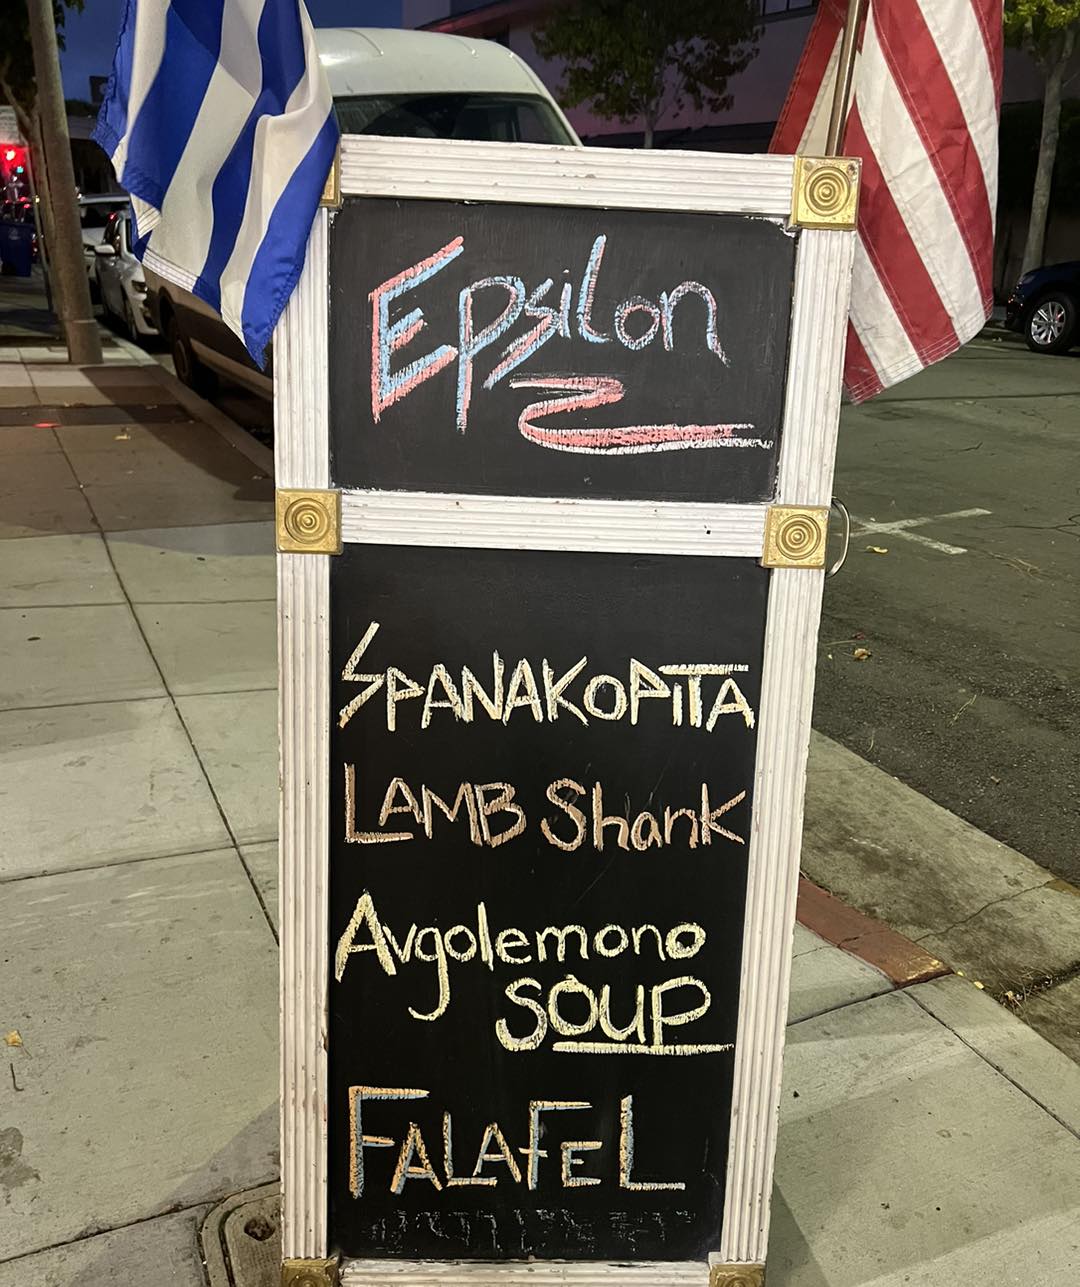 Epsilon
SPANAKOPITA
LAMB Shank
Avgolemono
SOUP
FALAFEL